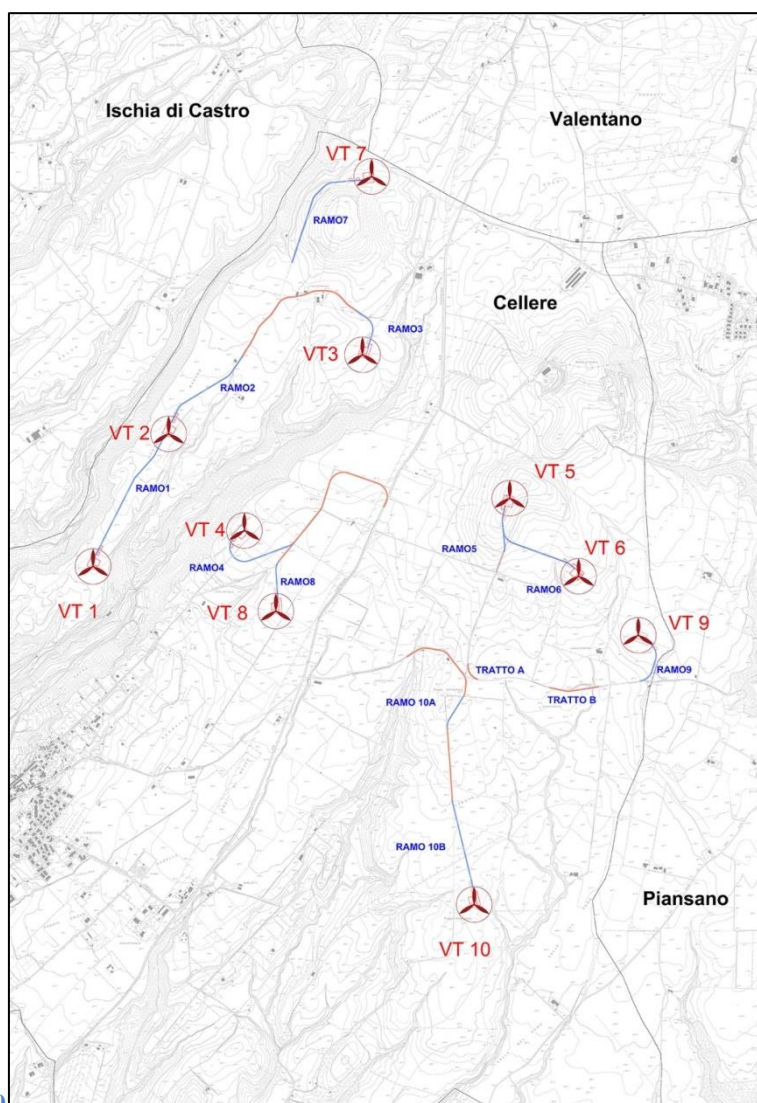 Ischia di Castro
Valentano
VT 7
RAMO7
Cellere
RAMO3
VT3
RAMO2
VT 2
RAMO1
VT 5
VT 4
RAMO5
VT 6
RAMO4
VT 1
RAMO8
RAMO6
VT 8
VT 9
TRATTO A
RAMO9
TRATTO B
RAMO 10A
RAMO 10B
Piansano
VT 10
)